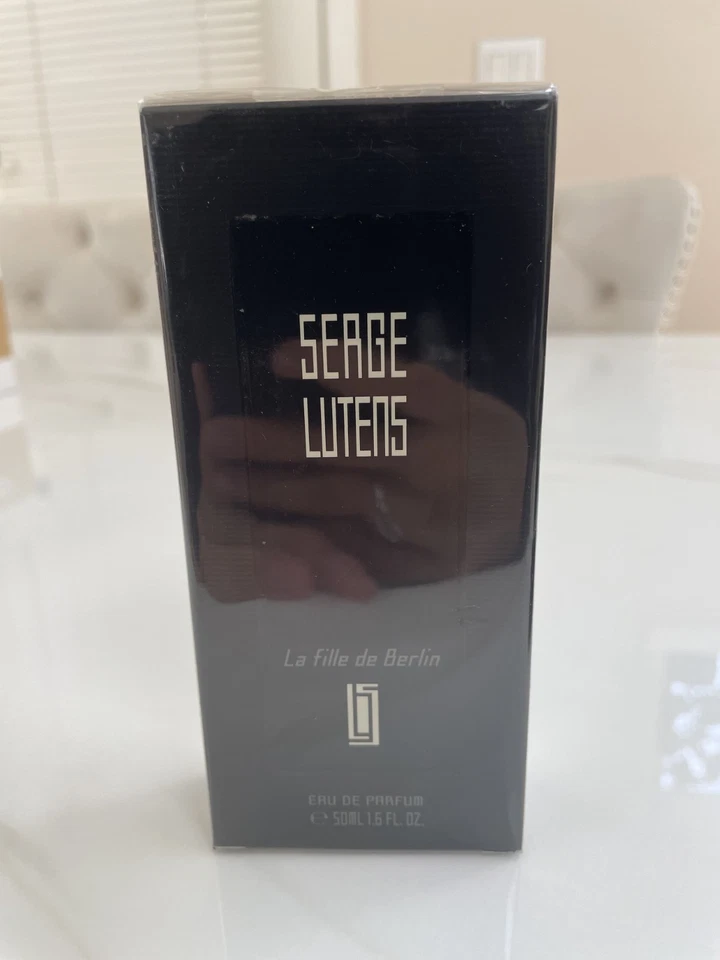 SERGE
LUTENS
La fille de Berlin
EAU DE PARFUM
℮ 50ML 1.6 FL. OZ.